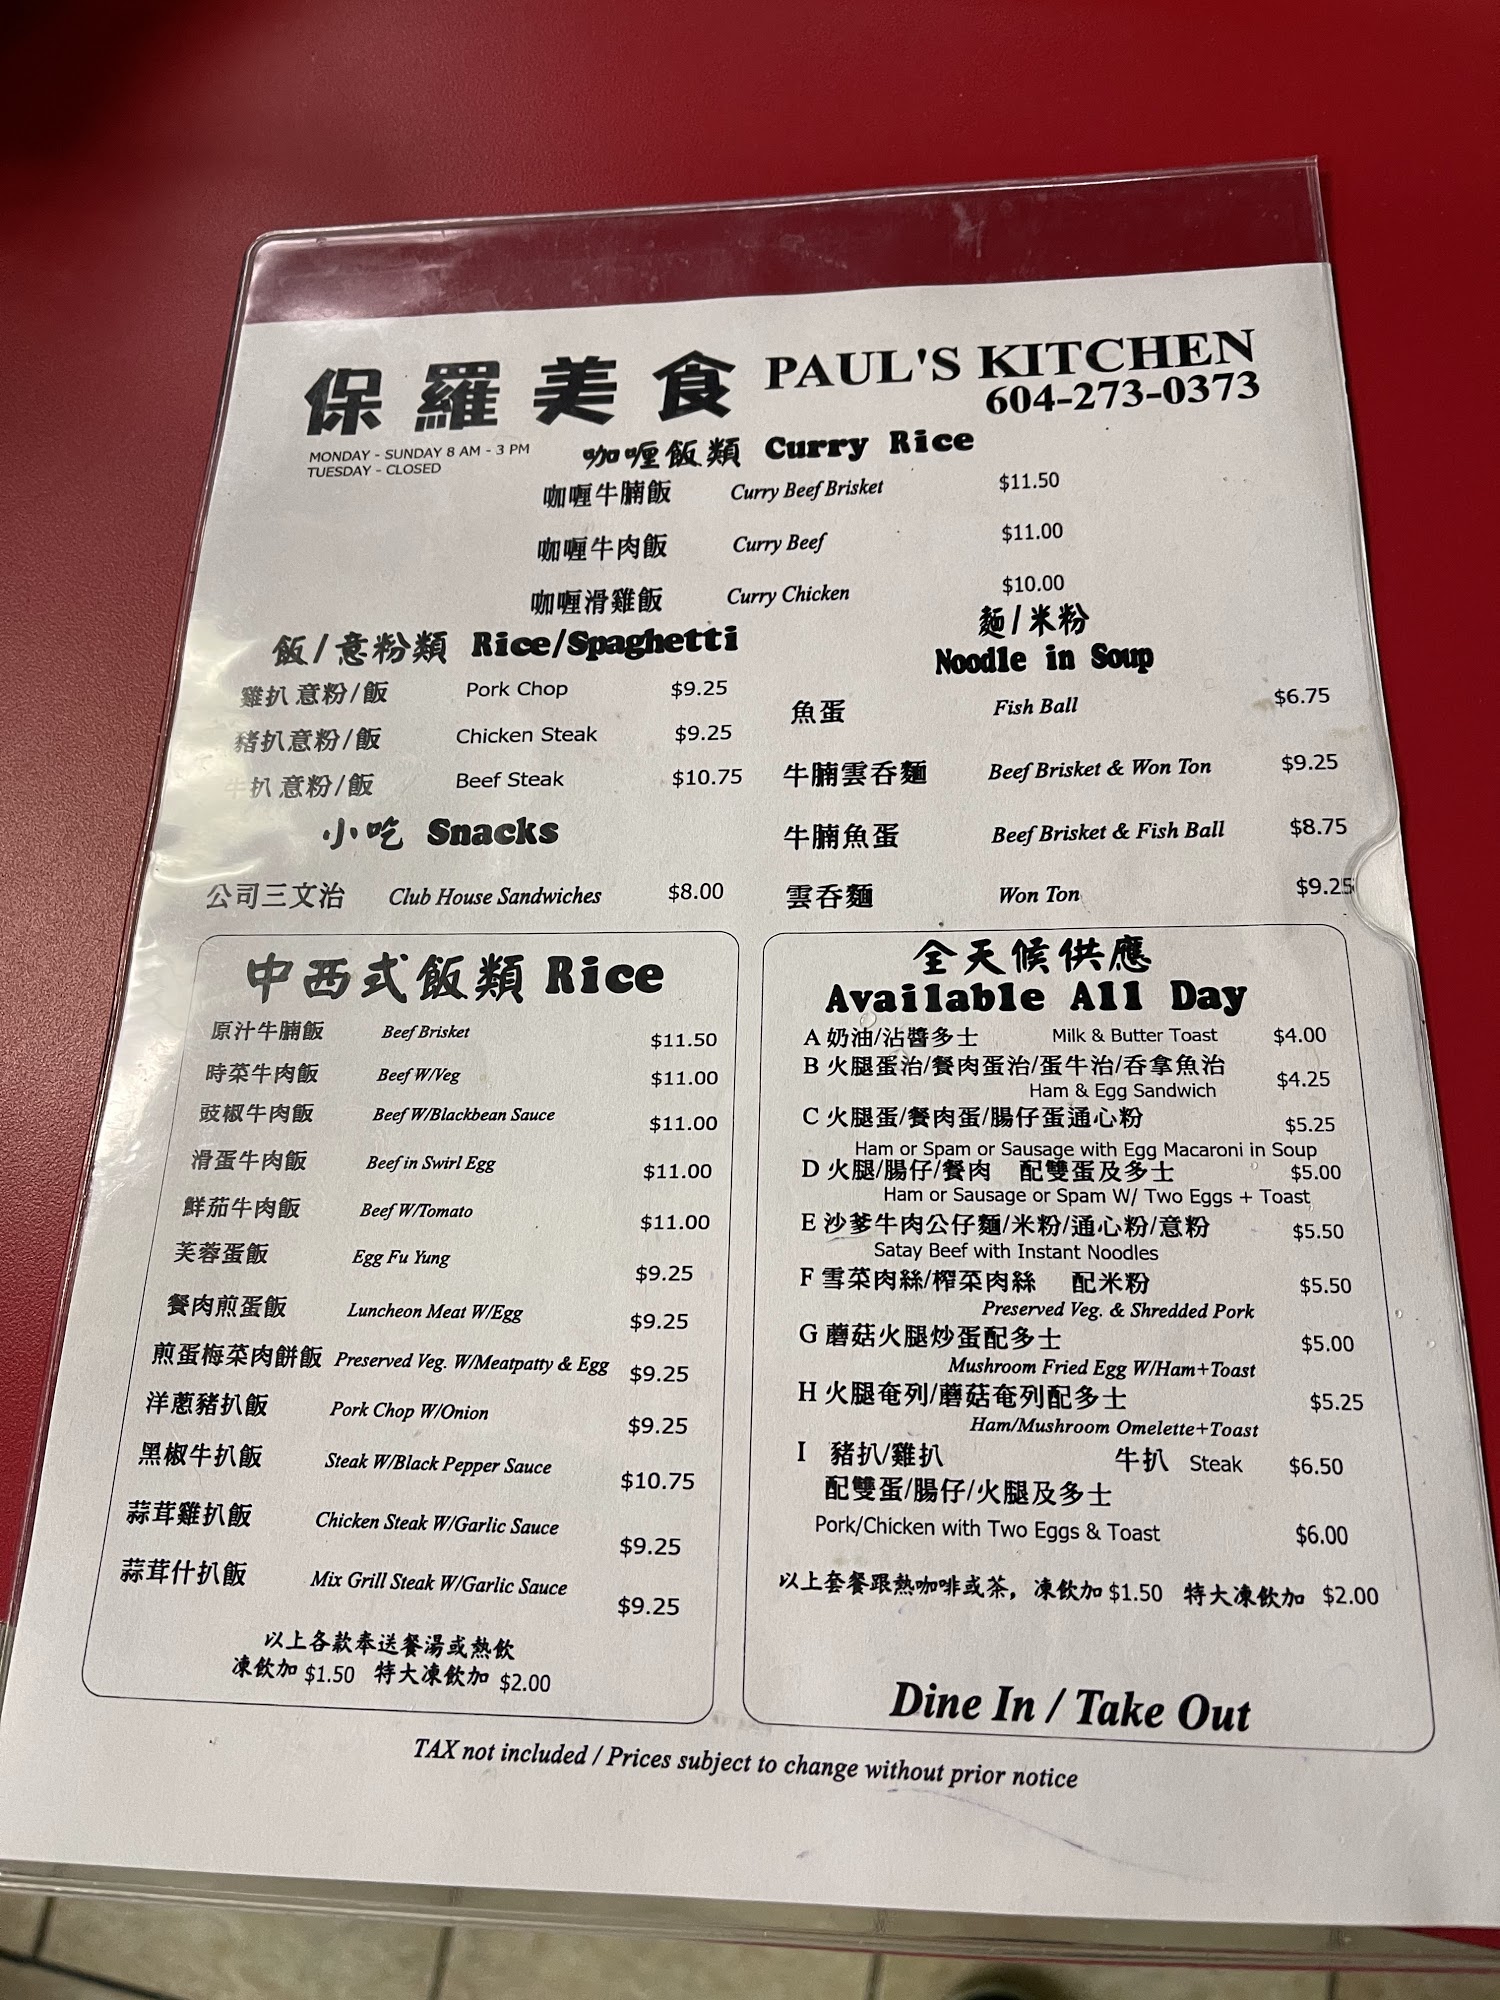 保羅美食 PAUL'S KITCHEN
604-273-0373
MONDAY - SUNDAY 8 AM - 3 PM
TUESDAY - CLOSED
咖喱飯類 Curry Rice
咖喱牛腩飯 Curry Beef Brisket $11.50
咖喱牛肉飯 Curry Beef $11.00
咖喱滑雞飯 Curry Chicken $10.00
飯/意粉類 Rice/Spaghetti
雞扒 意粉/飯 Pork Chop $9.25
豬扒意粉/飯 Chicken Steak $9.25
牛扒 意粉/飯 Beef Steak $10.75
小吃 Snacks
公司三文治 Club House Sandwiches $8.00
麵/米粉
Noodle in Soup
魚蛋 Fish Ball $6.75
牛腩雲吞麵 Beef Brisket & Won Ton $9.25
牛腩魚蛋 Beef Brisket & Fish Ball $8.75
雲吞麵 Won Ton $9.25
中西式飯類 Rice
原汁牛腩飯 Beef Brisket $11.50
時菜牛肉飯 Beef W/Veg $11.00
豉椒牛肉飯 Beef W/Blackbean Sauce $11.00
滑蛋牛肉飯 Beef in Swirl Egg $11.00
鮮茄牛肉飯 Beef W/Tomato $11.00
芙蓉蛋飯 Egg Fu Yung $9.25
餐肉煎蛋飯 Luncheon Meat W/Egg $9.25
煎蛋梅菜肉餅飯 Preserved Veg. W/Meatpatty & Egg $9.25
洋蔥豬扒飯 Pork Chop W/Onion $9.25
黑椒牛扒飯 Steak W/Black Pepper Sauce $10.75
蒜茸雞扒飯 Chicken Steak W/Garlic Sauce $9.25
蒜茸什扒飯 Mix Grill Steak W/Garlic Sauce $9.25
以上各款奉送餐湯或熱飲
凍飲加 $1.50 特大凍飲加 $2.00
全天候供應
Available All Day
A 奶油/沾醬多士 Milk & Butter Toast $4.00
B 火腿蛋治/餐肉蛋治/蛋牛治/吞拿魚治
Ham & Egg Sandwich $4.25
C 火腿蛋/餐肉蛋/腸仔蛋通心粉 $5.25
Ham or Spam or Sausage with Egg Macaroni in Soup
D 火腿/腸仔/餐肉 配雙蛋及多士 $5.00
Ham or Sausage or Spam W/ Two Eggs + Toast
E 沙爹牛肉公仔麵/米粉/通心粉/意粉 $5.50
Satay Beef with Instant Noodles
F 雪菜肉絲/榨菜肉絲 配米粉 $5.50
Preserved Veg. & Shredded Pork
G 蘑菇火腿炒蛋配多士 $5.00
Mushroom Fried Egg W/Ham+Toast
H 火腿奄列/蘑菇奄列配多士 $5.25
Ham/Mushroom Omelette+Toast
I 豬扒/雞扒 牛扒 Steak $6.50
配雙蛋/腸仔/火腿及多士
Pork/Chicken with Two Eggs & Toast $6.00
以上套餐跟熱咖啡或茶，凍飲加 $1.50 特大凍飲加 $2.00
Dine In / Take Out
TAX not included / Prices subject to change without prior notice